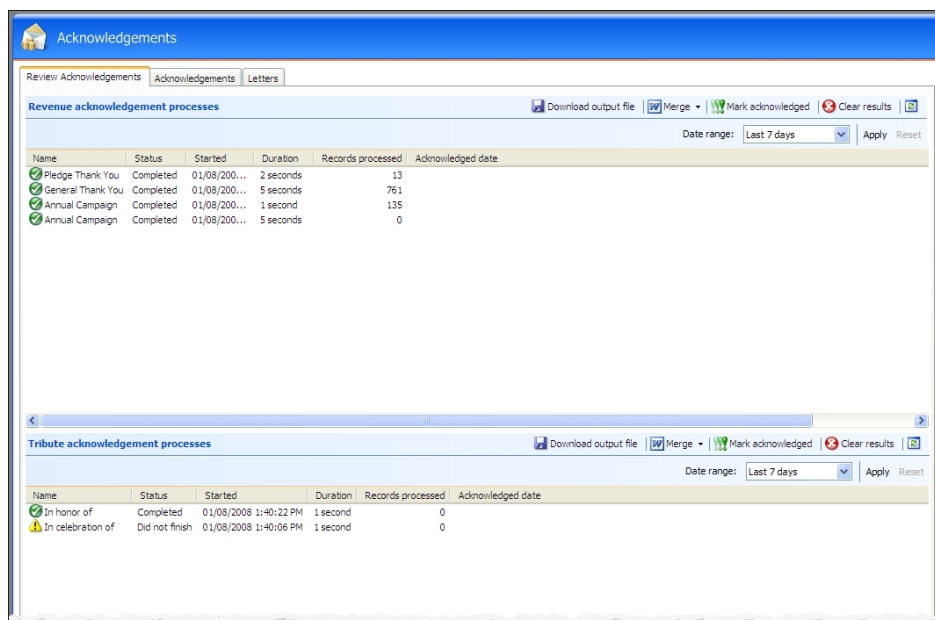 Acknowledgements
Review Acknowledgements Acknowledgements Letters
Revenue acknowledgement processes Download output file Merge Mark acknowledged Clear results
Date range: Last 7 days Apply Reset
Name Status Started Duration Records processed Acknowledged date
Pledge Thank You Completed 01/08/200... 2 seconds 13
General Thank You Completed 01/08/200... 5 seconds 761
Annual Campaign Completed 01/08/200... 1 second 135
Annual Campaign Completed 01/08/200... 5 seconds 0
Tribute acknowledgement processes Download output file Merge Mark acknowledged Clear results
Date range: Last 7 days Apply Reset
Name Status Started Duration Records processed Acknowledged date
In honor of Completed 01/08/2008 1:40:22 PM 1 second 0
In celebration of Did not finish 01/08/2008 1:40:06 PM 1 second 0